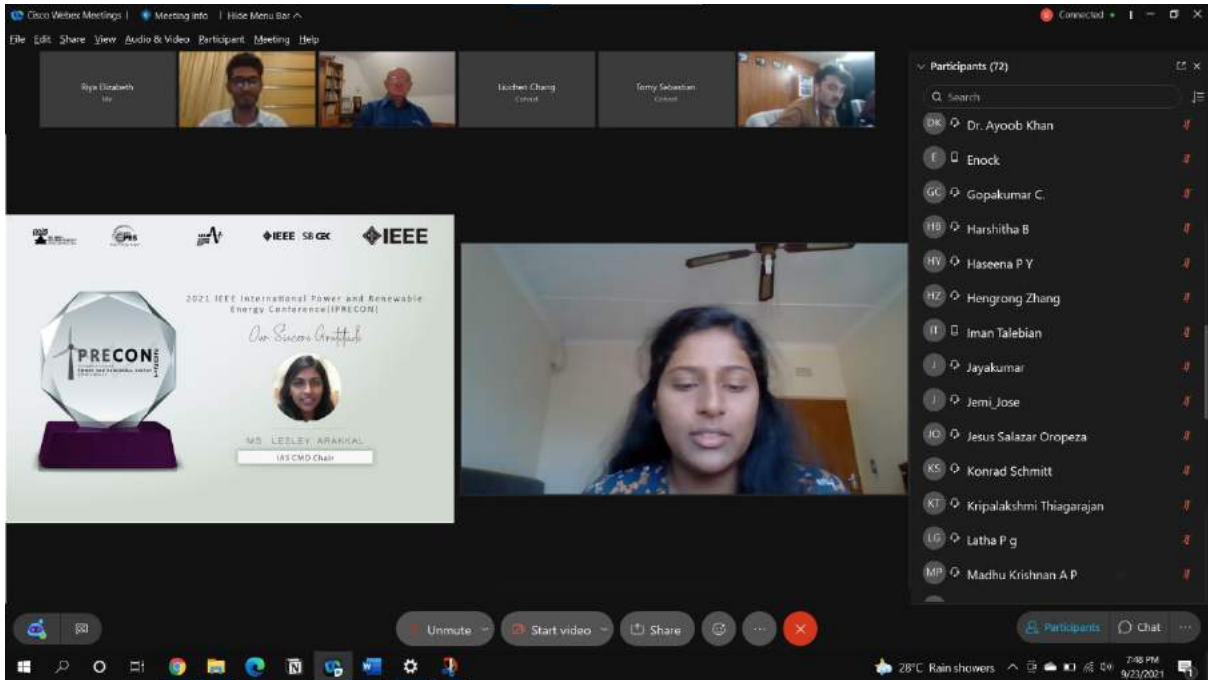 Cisco Webex Meetings | Meeting Info | Hide Menu Bar
Connected
File Edit Share View Audio & Video Participant Meeting Help
Riya Elizabeth
Me
Liuchen Chang
Cohost
Tomy Sebastian
Cohost
Participants (72)
Search
DK Dr. Ayoob Khan
E Enock
GC Gopakumar C.
HB Harshitha B
HY Haseena P Y
HZ Hengrong Zhang
IT Iman Talebian
J Jayakumar
J Jemi_Jose
JO Jesus Salazar Oropeza
KS Konrad Schmitt
KT Kripalakshmi Thiagarajan
LG Latha P g
MP Madhu Krishnan A P
IEEE SB GEC
IEEE
2021 IEEE International Power and Renewable
Energy Conference(IPRECON)
Our Sincere Gratitude
PRECON
MS. LESLEY ARAKKAL
IAS CMD Chair
Unmute
Start video
Share
Participants
Chat
28°C Rain showers
7:48 PM
9/23/2021